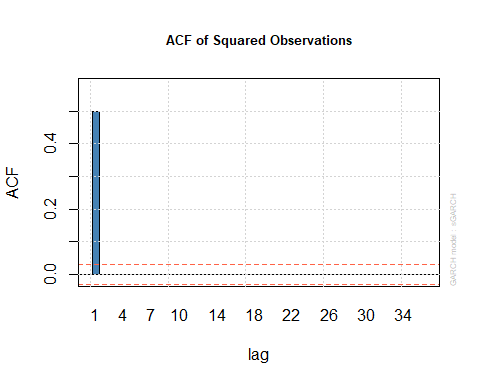 ACF of Squared Observations
ACF
0.4
0.2
0.0
1 4 7 10 14 18 22 26 30 34
lag
GARCH model : sGARCH